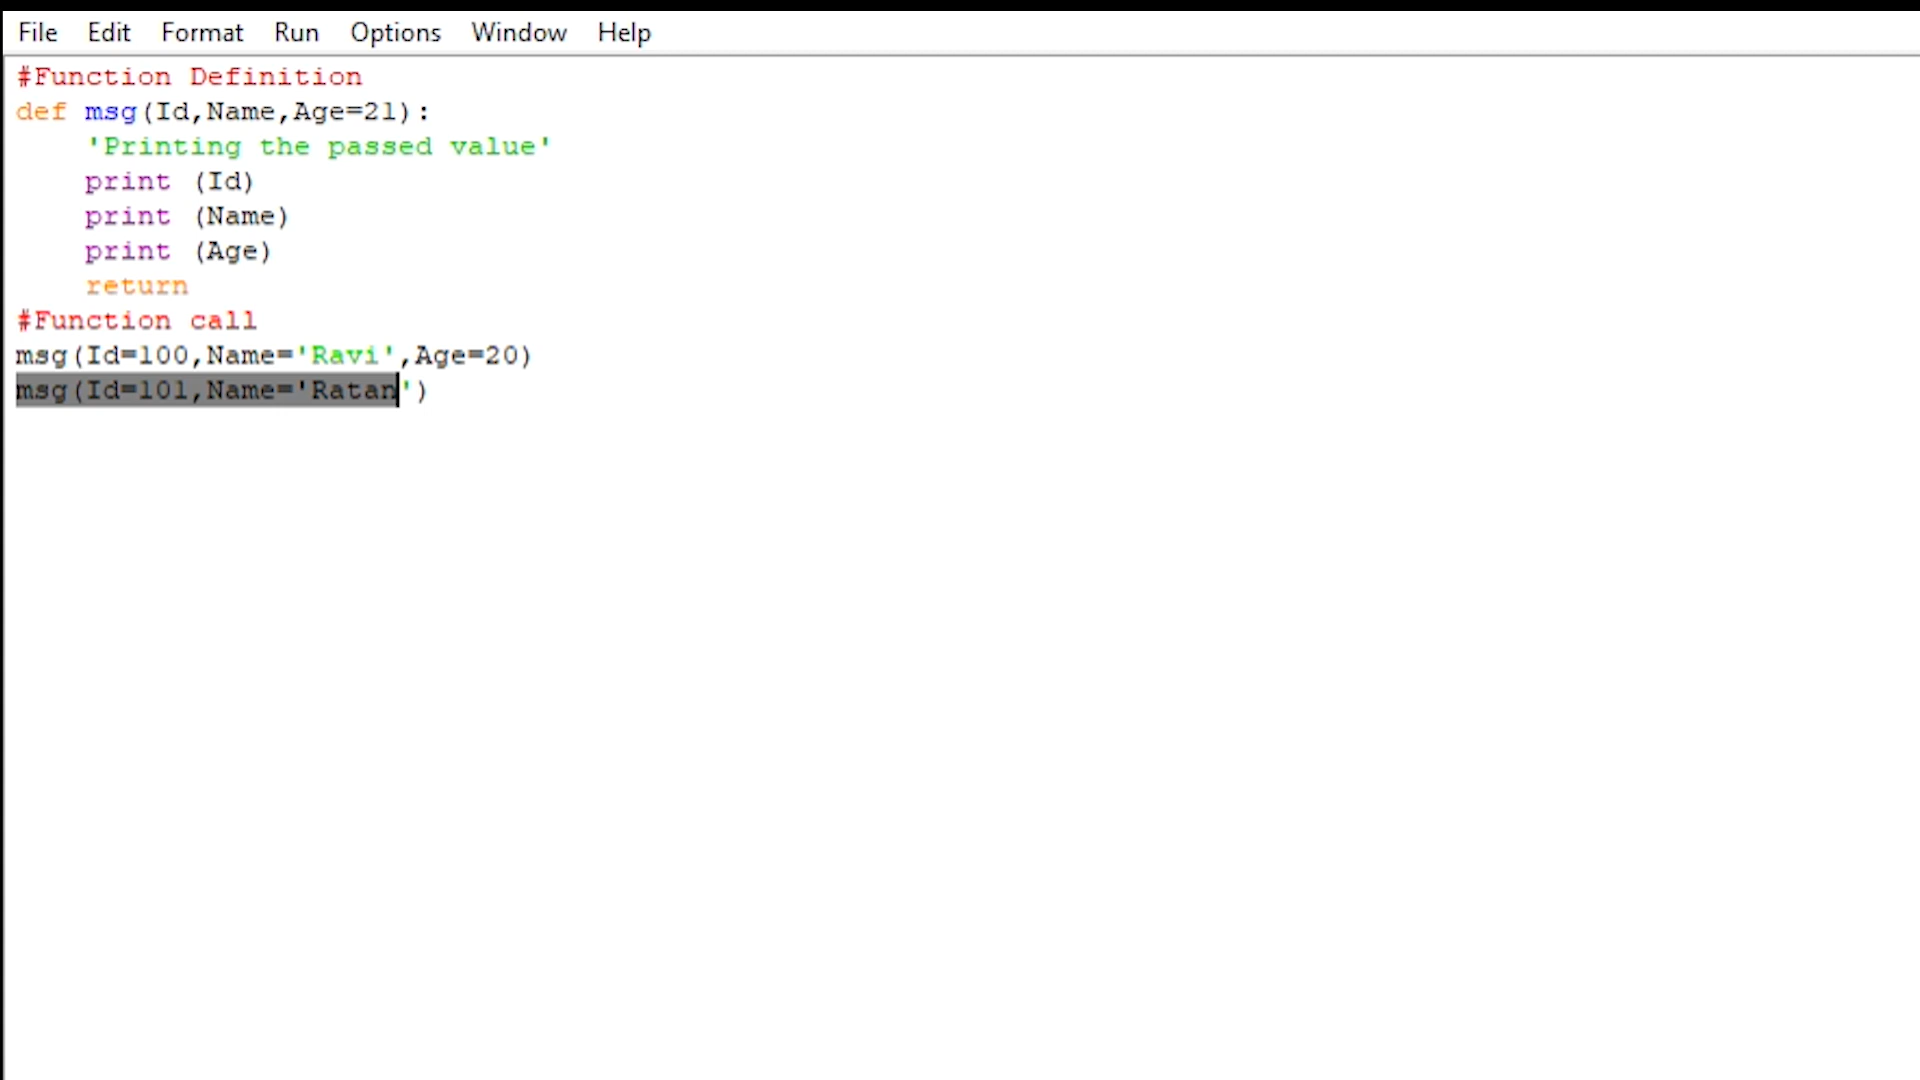 File Edit Format Run Options Window Help
#Function Definition
def msg(Id,Name,Age=21):
    'Printing the passed value'
    print (Id)
    print (Name)
    print (Age)
    return
#Function call
msg(Id=100,Name='Ravi',Age=20)
msg(Id=101,Name='Ratan')